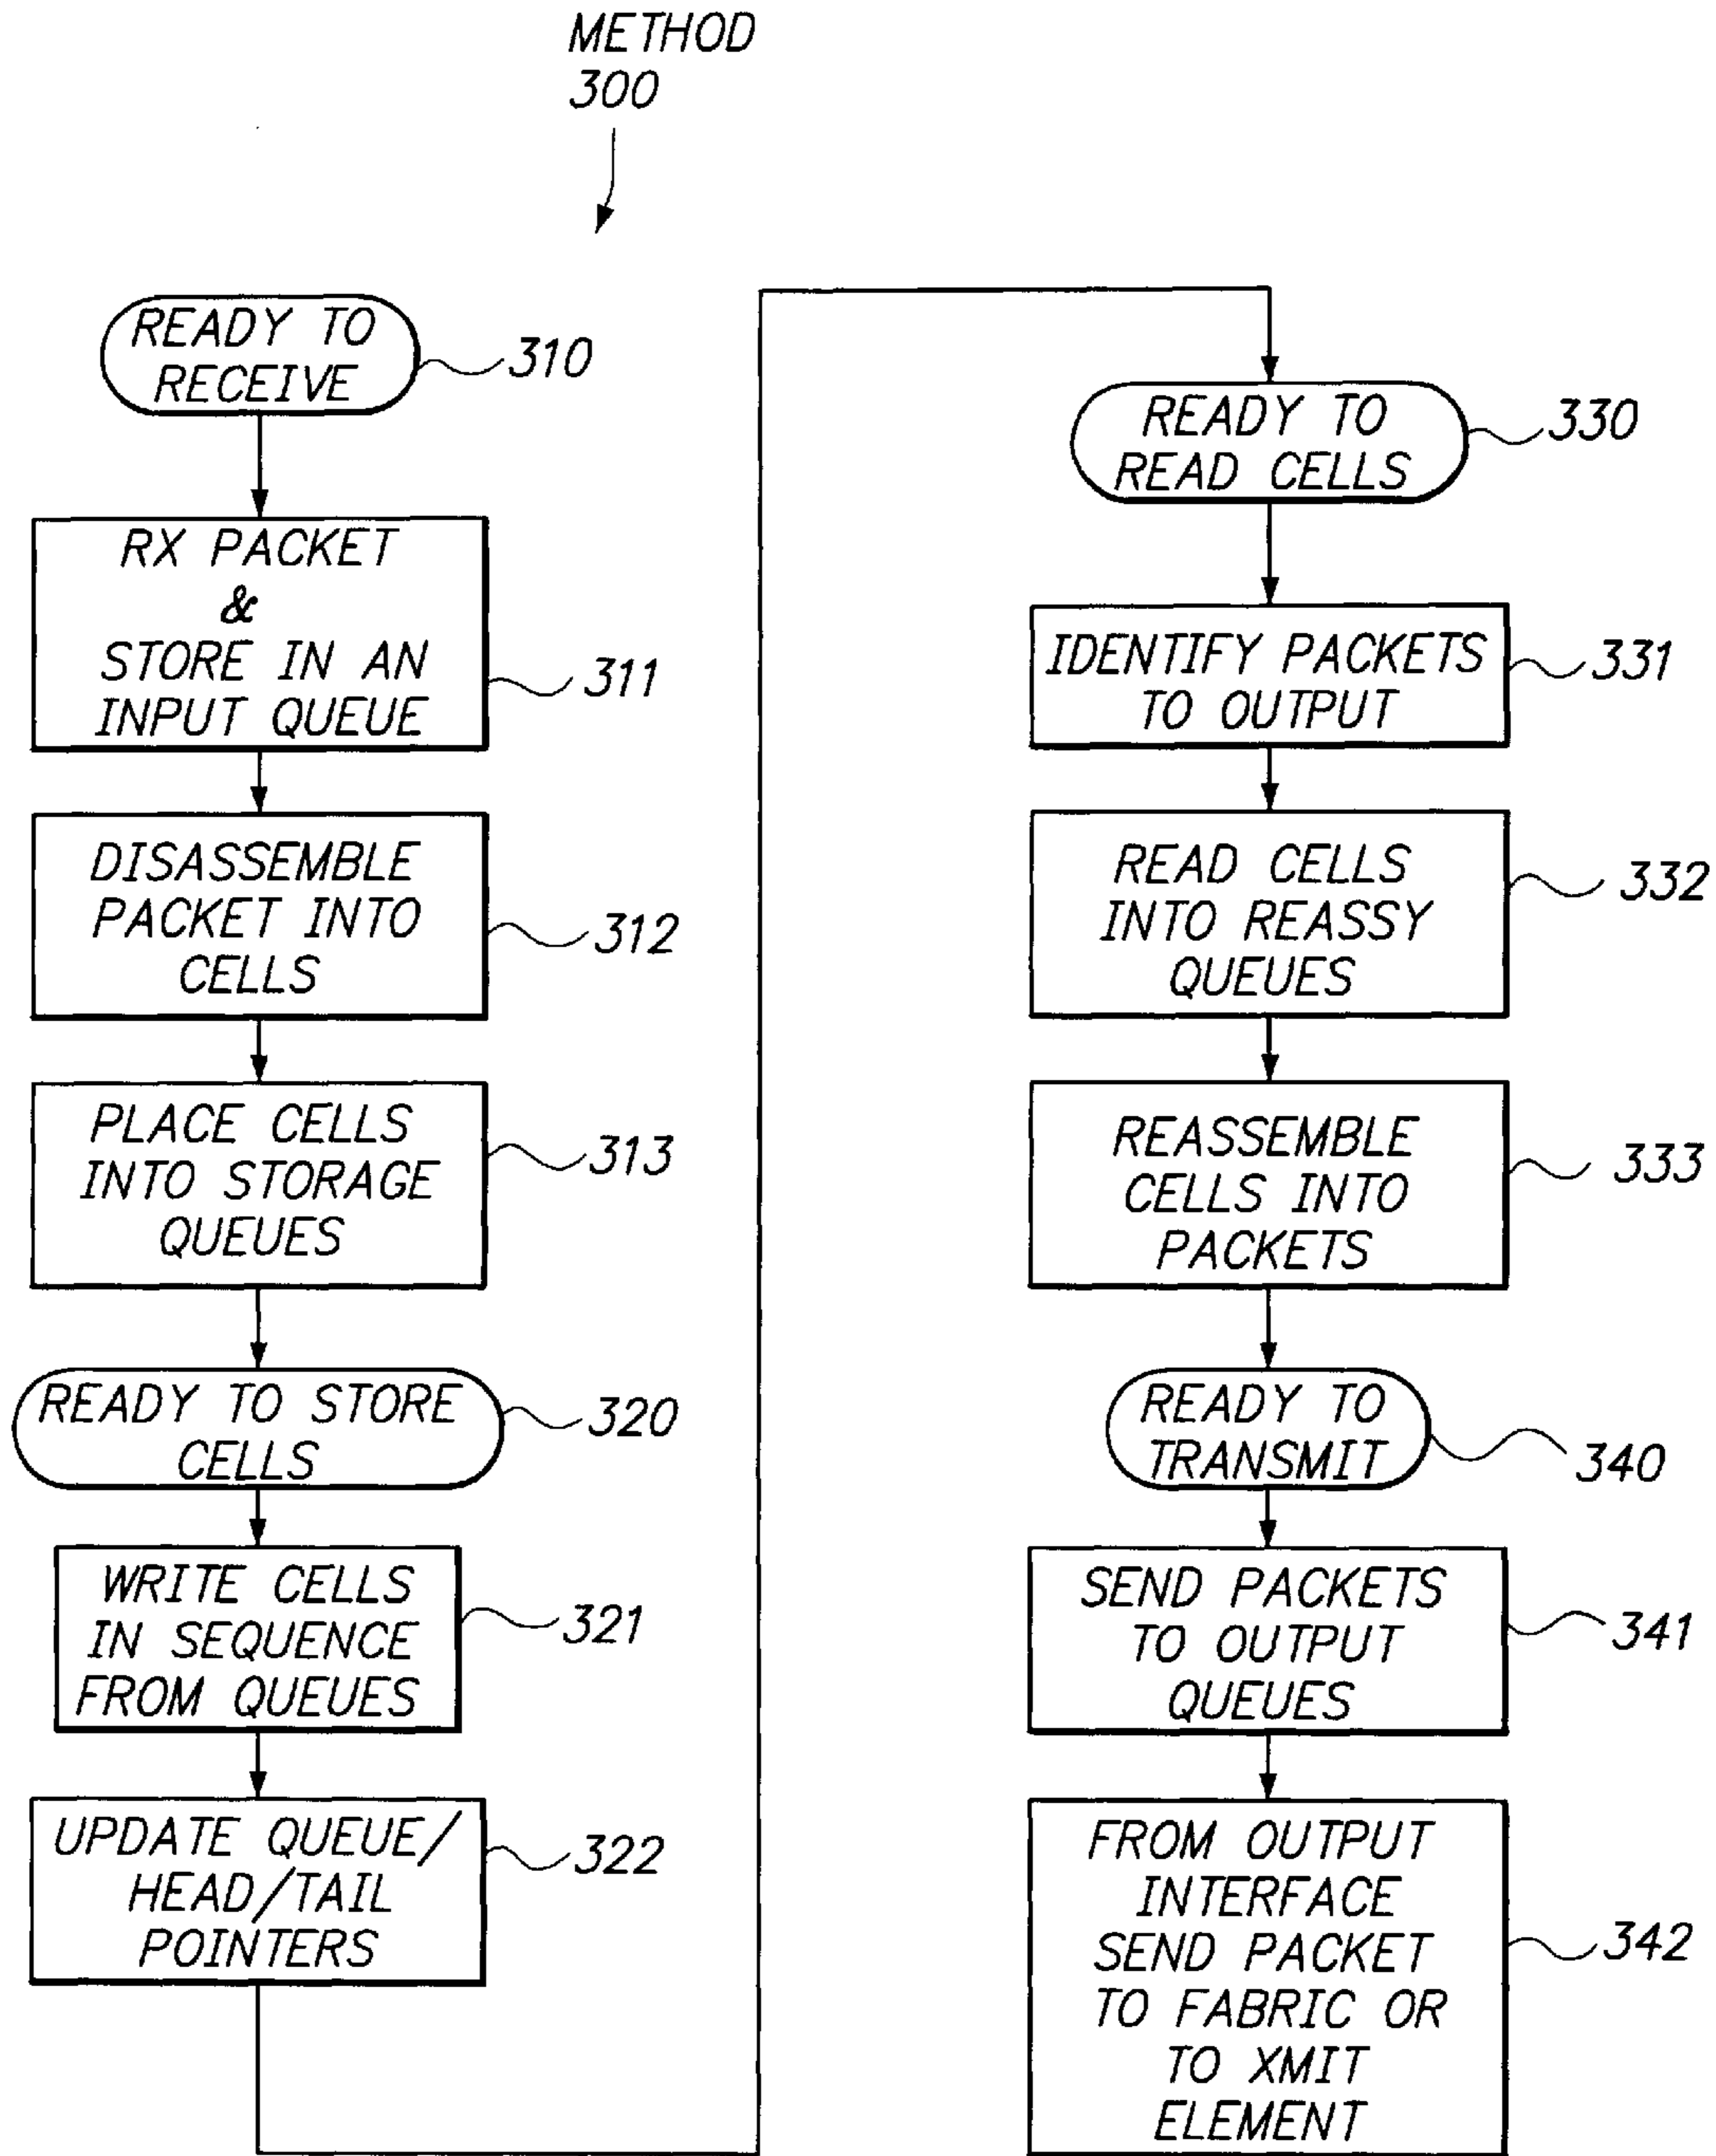 METHOD
300
READY TO
RECEIVE
310
RX PACKET
&
STORE IN AN
INPUT QUEUE
311
DISASSEMBLE
PACKET INTO
CELLS
312
PLACE CELLS
INTO STORAGE
QUEUES
313
READY TO STORE
CELLS
320
WRITE CELLS
IN SEQUENCE
FROM QUEUES
321
UPDATE QUEUE/
HEAD/TAIL
POINTERS
322
READY TO
READ CELLS
330
IDENTIFY PACKETS
TO OUTPUT
331
READ CELLS
INTO REASSY
QUEUES
332
REASSEMBLE
CELLS INTO
PACKETS
333
READY TO
TRANSMIT
340
SEND PACKETS
TO OUTPUT
QUEUES
341
FROM OUTPUT
INTERFACE
SEND PACKET
TO FABRIC OR
TO XMIT
ELEMENT
342